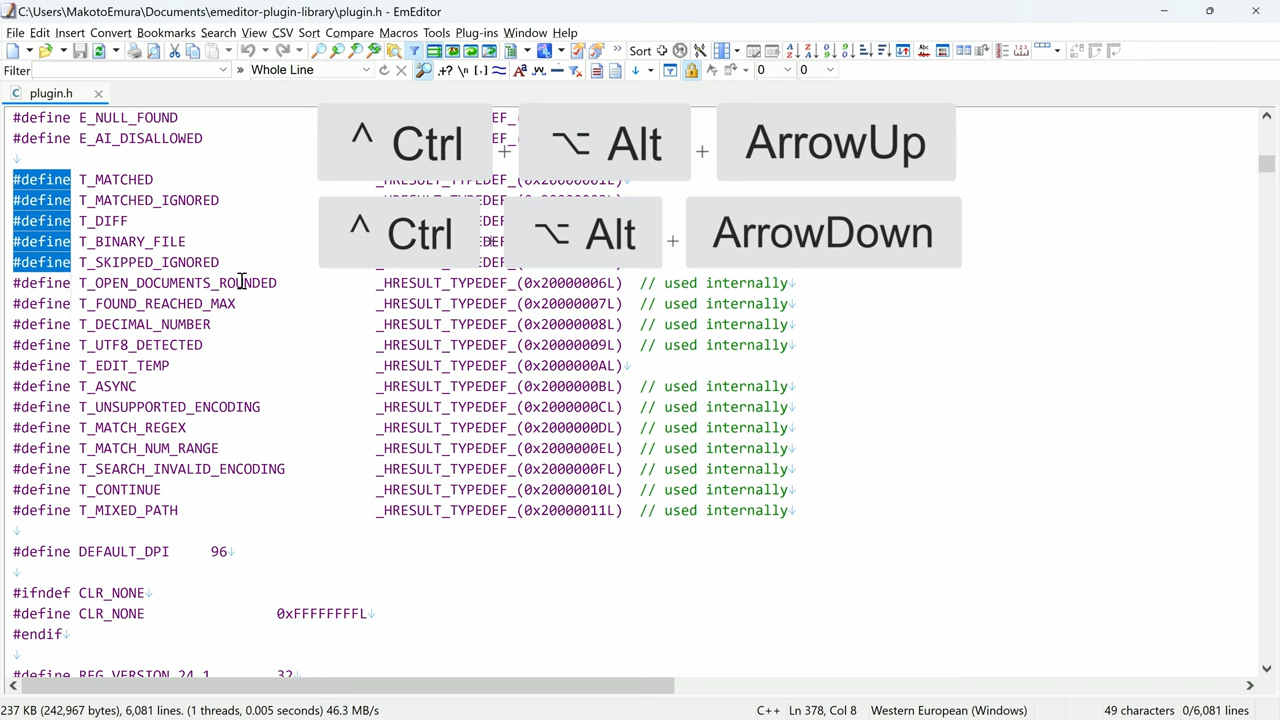 C:\Users\MakotoEmura\Documents\emeditor-plugin-library\plugin.h - EmEditor
File Edit Insert Convert Bookmarks Search View CSV Sort Compare Macros Tools Plug-ins Window Help
Sort
Filter
Whole Line
0
0
plugin.h
#define E_NULL_FOUND
#define E_AI_DISALLOWED
^ Ctrl + ⌥ Alt + ArrowUp
#define T_MATCHED
#define T_MATCHED_IGNORED
#define T_DIFF
^ Ctrl + ⌥ Alt + ArrowDown
#define T_BINARY_FILE
#define T_SKIPPED_IGNORED
#define T_OPEN_DOCUMENTS_ROUNDED _HRESULT_TYPEDEF_(0x20000006L) // used internally↓
#define T_FOUND_REACHED_MAX _HRESULT_TYPEDEF_(0x20000007L) // used internally↓
#define T_DECIMAL_NUMBER _HRESULT_TYPEDEF_(0x20000008L) // used internally↓
#define T_UTF8_DETECTED _HRESULT_TYPEDEF_(0x20000009L) // used internally↓
#define T_EDIT_TEMP _HRESULT_TYPEDEF_(0x2000000AL)↓
#define T_ASYNC _HRESULT_TYPEDEF_(0x2000000BL) // used internally↓
#define T_UNSUPPORTED_ENCODING _HRESULT_TYPEDEF_(0x2000000CL) // used internally↓
#define T_MATCH_REGEX _HRESULT_TYPEDEF_(0x2000000DL) // used internally↓
#define T_MATCH_NUM_RANGE _HRESULT_TYPEDEF_(0x2000000EL) // used internally↓
#define T_SEARCH_INVALID_ENCODING _HRESULT_TYPEDEF_(0x2000000FL) // used internally↓
#define T_CONTINUE _HRESULT_TYPEDEF_(0x20000010L) // used internally↓
#define T_MIXED_PATH _HRESULT_TYPEDEF_(0x20000011L) // used internally↓
#define DEFAULT_DPI 96↓
#ifndef CLR_NONE↓
#define CLR_NONE 0xFFFFFFFFL↓
#endif↓
#define REG_VERSION_24_1 32↓
237 KB (242,967 bytes), 6,081 lines. (1 threads, 0.005 seconds) 46.3 MB/s
C++ Ln 378, Col 8 Western European (Windows) 49 characters 0/6,081 lines